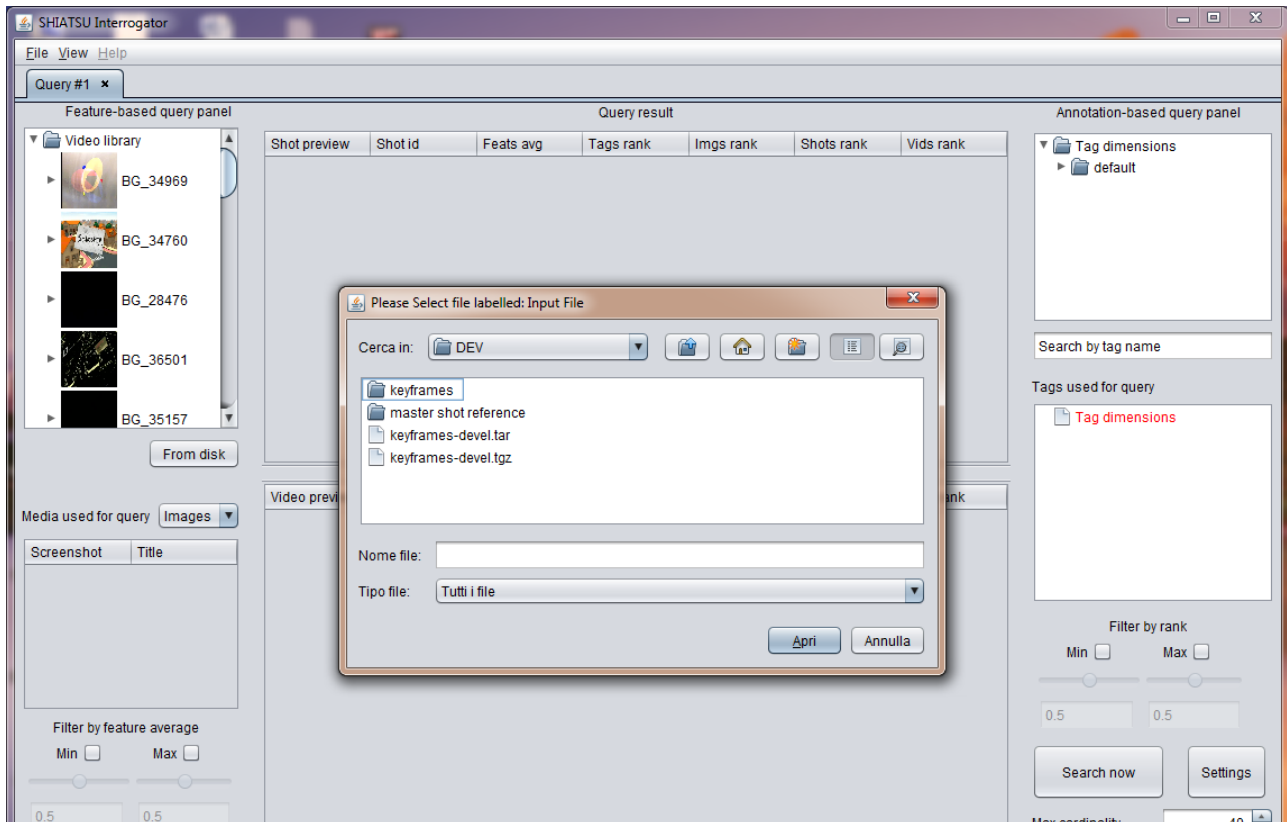 SHIATSU Interrogator
File View Help
Query #1 ×
Feature-based query panel
Video library
BG_34969
BG_34760
BG_28476
BG_36501
BG_35157
From disk
Media used for query Images
Screenshot Title
Filter by feature average
Min Max
0.5 0.5
Query result
Shot preview Shot id Feats avg Tags rank Imgs rank Shots rank Vids rank
Video previ
ank
Please Select file labelled: Input File
Cerca in: DEV
keyframes
master shot reference
keyframes-devel.tar
keyframes-devel.tgz
Nome file:
Tipo file: Tutti i file
Apri Annulla
Annotation-based query panel
Tag dimensions
default
Search by tag name
Tags used for query
Tag dimensions
Filter by rank
Min Max
0.5 0.5
Search now Settings
Max cardinality